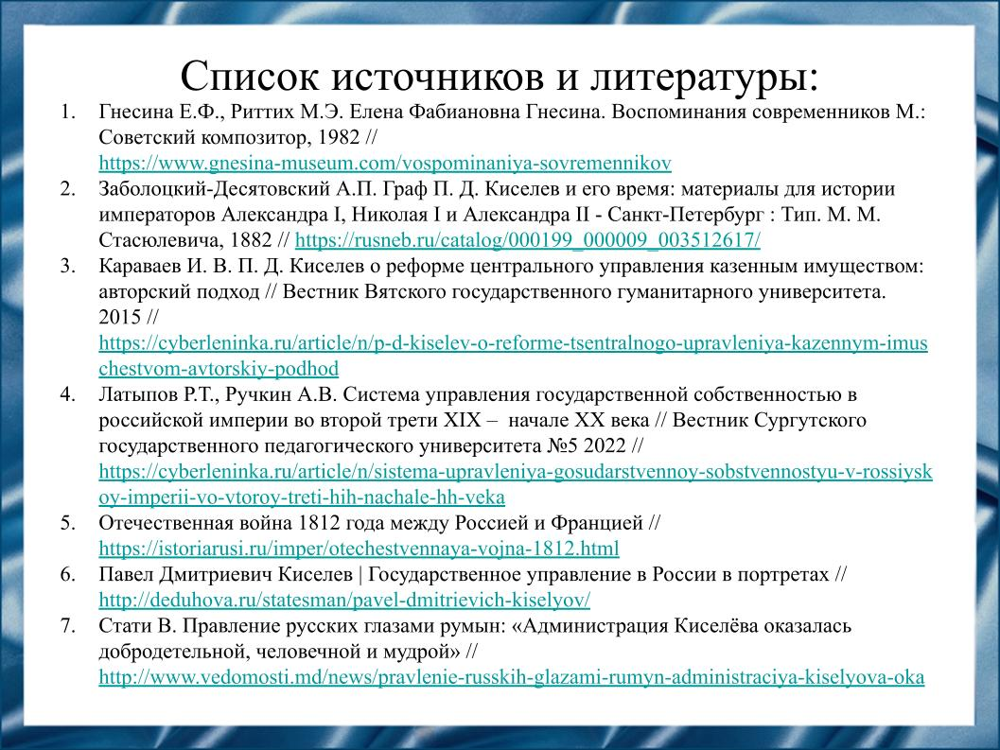 Список источников и литературы:
1. Гнесина Е.Ф., Риттих М.Э. Елена Фабиановна Гнесина. Воспоминания современников М.:
Советский композитор, 1982 //
https://www.gnesina-museum.com/vospominaniya-sovremennikov
2. Заболоцкий-Десятовский А.П. Граф П. Д. Киселев и его время: материалы для истории
императоров Александра I, Николая I и Александра II - Санкт-Петербург : Тип. М. М.
Стасюлевича, 1882 // https://rusneb.ru/catalog/000199_000009_003512617/
3. Караваев И. В. П. Д. Киселев о реформе центрального управления казенным имуществом:
авторский подход // Вестник Вятского государственного гуманитарного университета.
2015 //
https://cyberleninka.ru/article/n/p-d-kiselev-o-reforme-tsentralnogo-upravleniya-kazennym-imus
chestvom-avtorskiy-podhod
4. Латыпов Р.Т., Ручкин А.В. Система управления государственной собственностью в
российской империи во второй трети XIX – начале XX века // Вестник Сургутского
государственного педагогического университета №5 2022 //
https://cyberleninka.ru/article/n/sistema-upravleniya-gosudarstvennoy-sobstvennostyu-v-rossiysk
oy-imperii-vo-vtoroy-treti-hih-nachale-hh-veka
5. Отечественная война 1812 года между Россией и Францией //
https://istoriarusi.ru/imper/otechestvennaya-vojna-1812.html
6. Павел Дмитриевич Киселев | Государственное управление в России в портретах //
http://deduhova.ru/statesman/pavel-dmitrievich-kiselyov/
7. Стати В. Правление русских глазами румын: «Администрация Киселёва оказалась
добродетельной, человечной и мудрой» //
http://www.vedomosti.md/news/pravlenie-russkih-glazami-rumyn-administraciya-kiselyova-oka